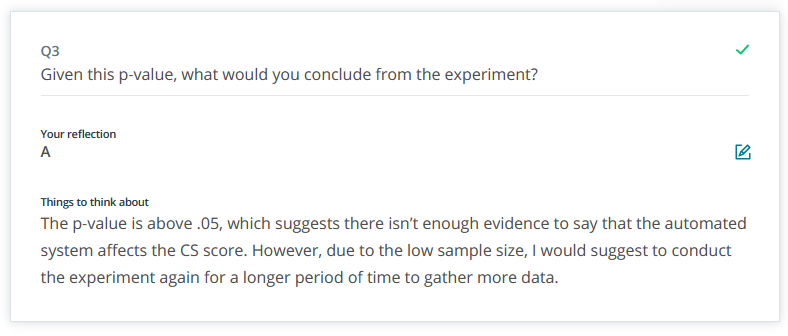 Q3
Given this p-value, what would you conclude from the experiment?
Your reflection
A
Things to think about
The p-value is above .05, which suggests there isn’t enough evidence to say that the automated
system affects the CS score. However, due to the low sample size, I would suggest to conduct
the experiment again for a longer period of time to gather more data.